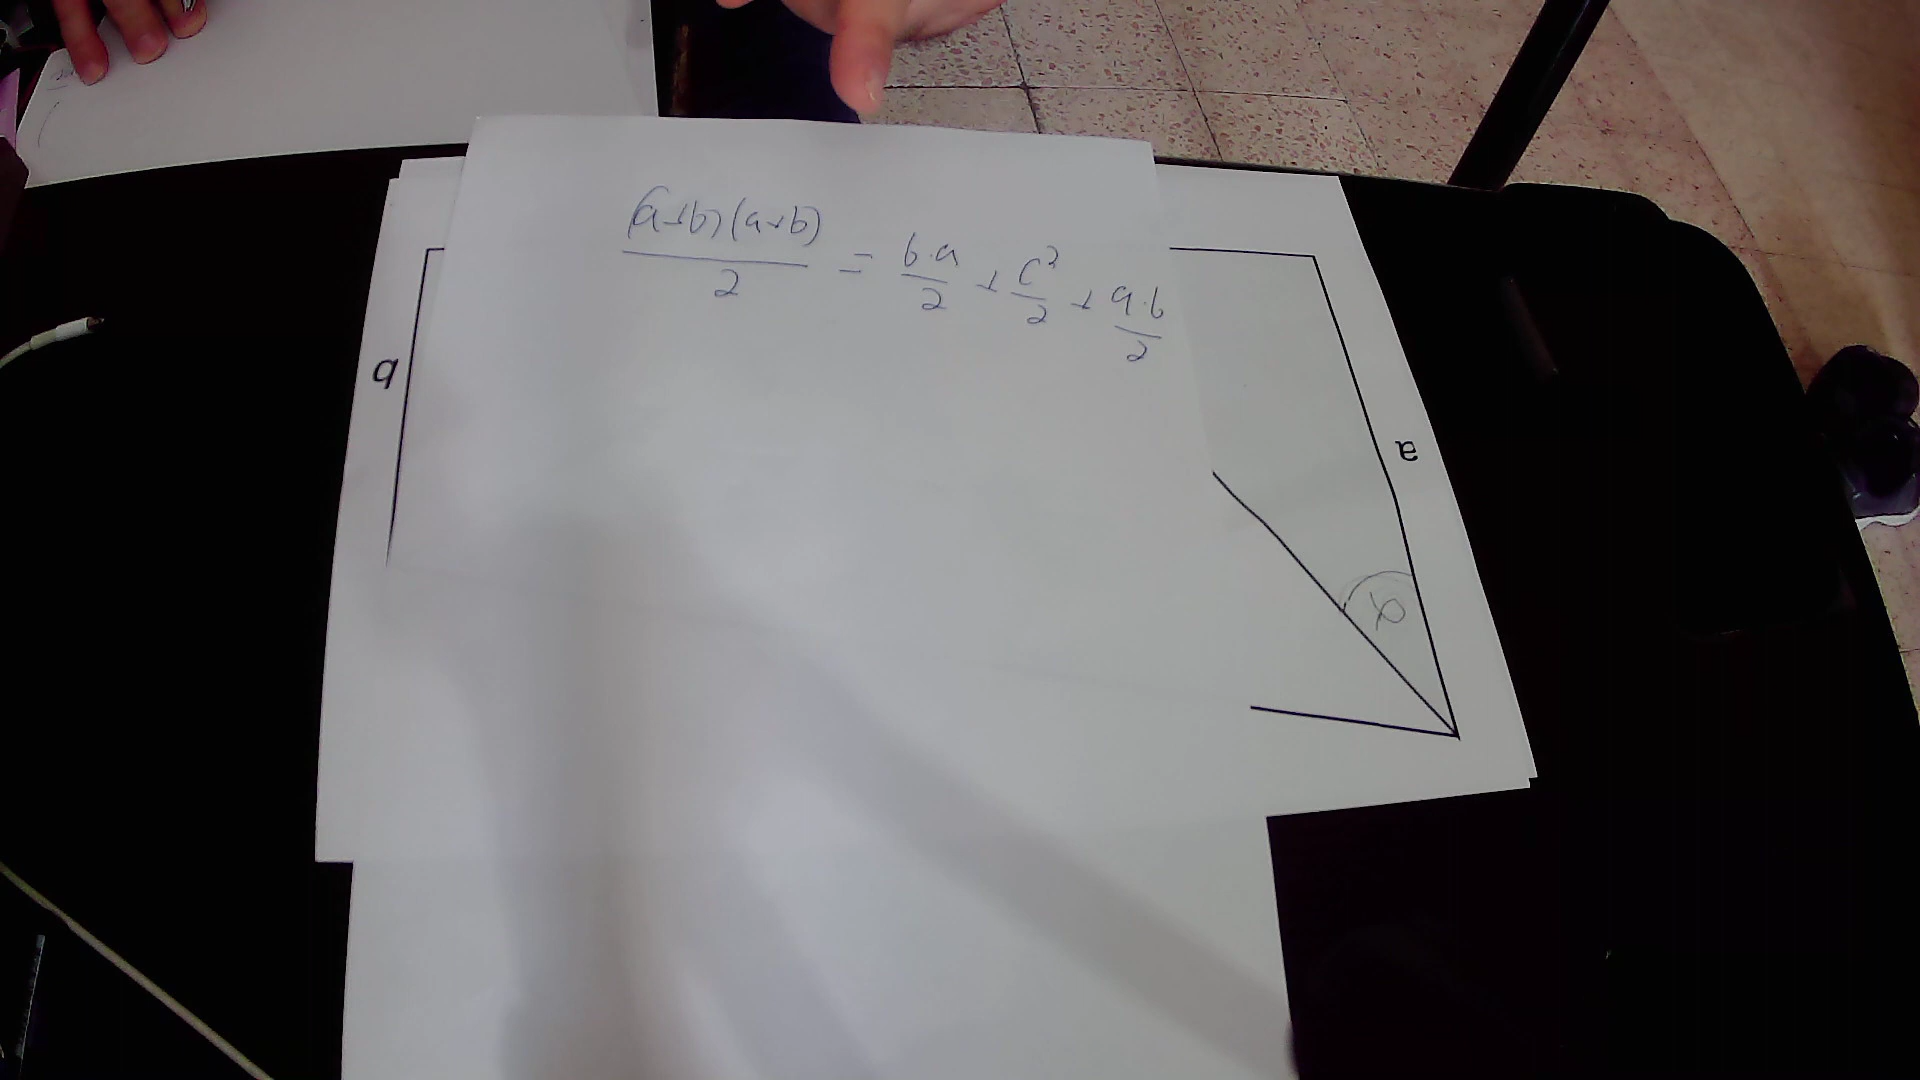 (a+b)(a+b)/2 = b·a/2 + c²/2 + a·b/2
b
a
α